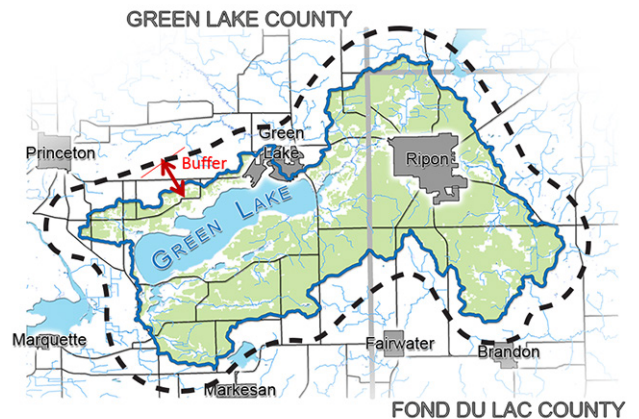 GREEN LAKE COUNTY
Princeton
Buffer
Green
Lake
Ripon
GREEN LAKE
Marquette
Fairwater
Brandon
Markesan
FOND DU LAC COUNTY